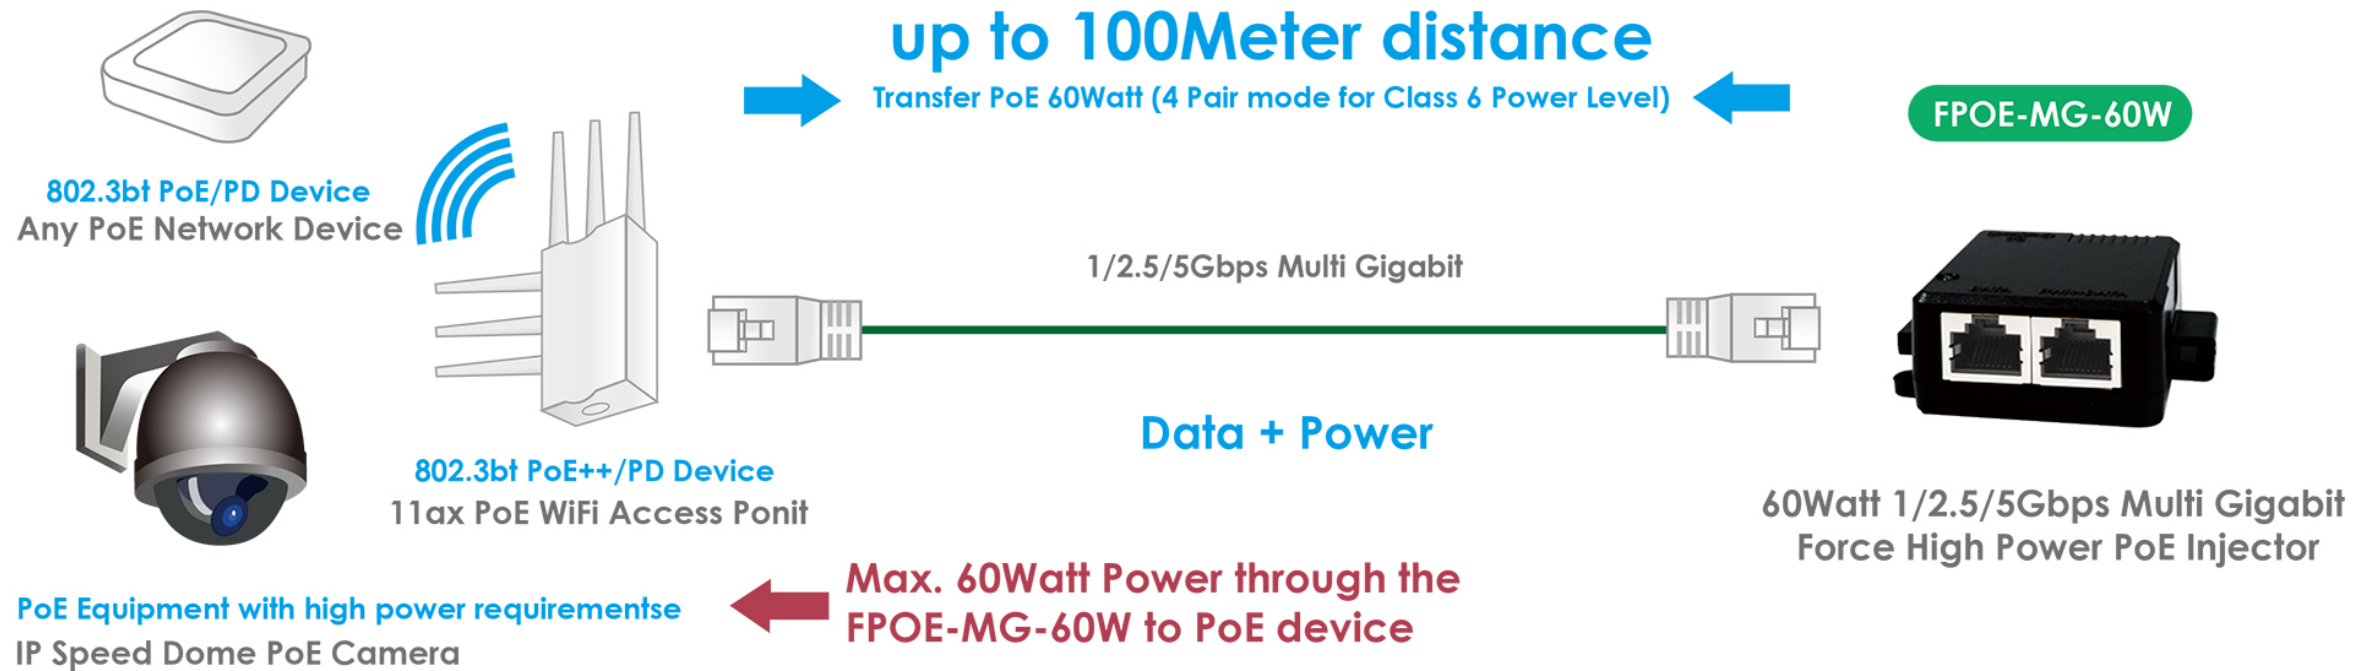 up to 100Meter distance
Transfer PoE 60Watt (4 Pair mode for Class 6 Power Level)
FPOE-MG-60W
802.3bt PoE/PD Device
Any PoE Network Device
1/2.5/5Gbps Multi Gigabit
Data + Power
802.3bt PoE++/PD Device
11ax PoE WiFi Access Ponit
60Watt 1/2.5/5Gbps Multi Gigabit
Force High Power PoE Injector
Max. 60Watt Power through the
FPOE-MG-60W to PoE device
PoE Equipment with high power requirementse
IP Speed Dome PoE Camera